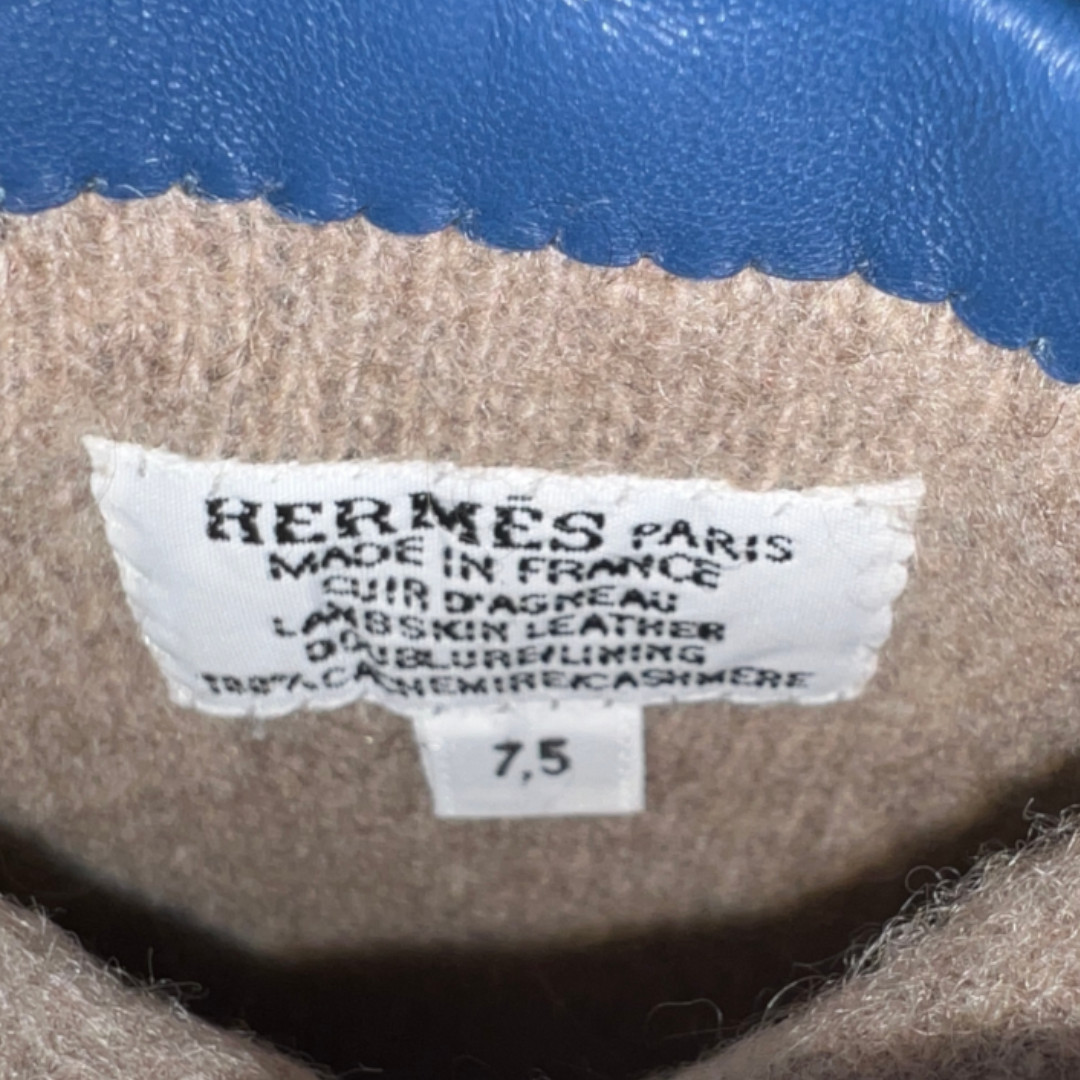 HERMÈS PARIS
MADE IN FRANCE
CUIR D'AGNEAU
LAMBSKIN LEATHER
DOUBLURE/LINING
100% CACHEMIRE/CASHMERE
7,5